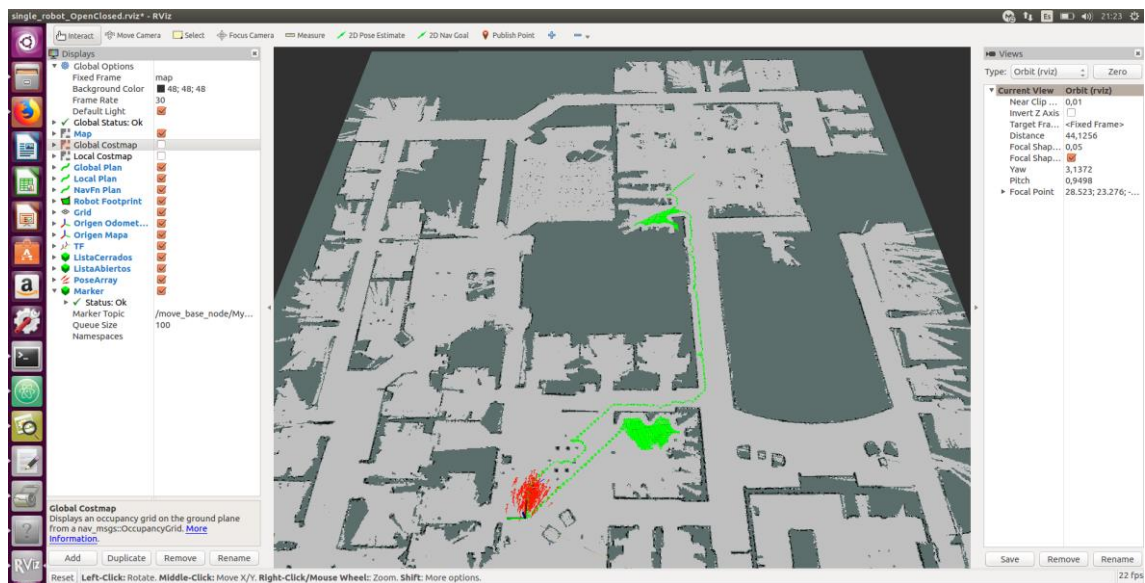 single_robot_OpenClosed.rviz* - RViz
Es
21:23
Interact Move Camera Select Focus Camera Measure 2D Pose Estimate 2D Nav Goal Publish Point
Displays
Global Options
Fixed Frame map
Background Color 48; 48; 48
Frame Rate 30
Default Light
Global Status: Ok
Map
Global Costmap
Local Costmap
Global Plan
Local Plan
NavFn Plan
Robot Footprint
Grid
Origen Odomet...
Origen Mapa
TF
ListaCerrados
ListaAbiertos
PoseArray
Marker
Status: Ok
Marker Topic /move_base_node/My...
Queue Size 100
Namespaces
Global Costmap
Displays an occupancy grid on the ground plane
from a nav_msgs::OccupancyGrid. More
Information.
Add Duplicate Remove Rename
Views
Type: Orbit (rviz) Zero
Current View Orbit (rviz)
Near Clip ... 0,01
Invert Z Axis
Target Fra... <Fixed Frame>
Distance 44,1256
Focal Shap... 0,05
Focal Shap...
Yaw 3,1372
Pitch 0,9498
Focal Point 28.523; 23.276; -...
Save Remove Rename
Reset Left-Click: Rotate. Middle-Click: Move X/Y. Right-Click/Mouse Wheel:: Zoom. Shift: More options.
22 fps
RViz